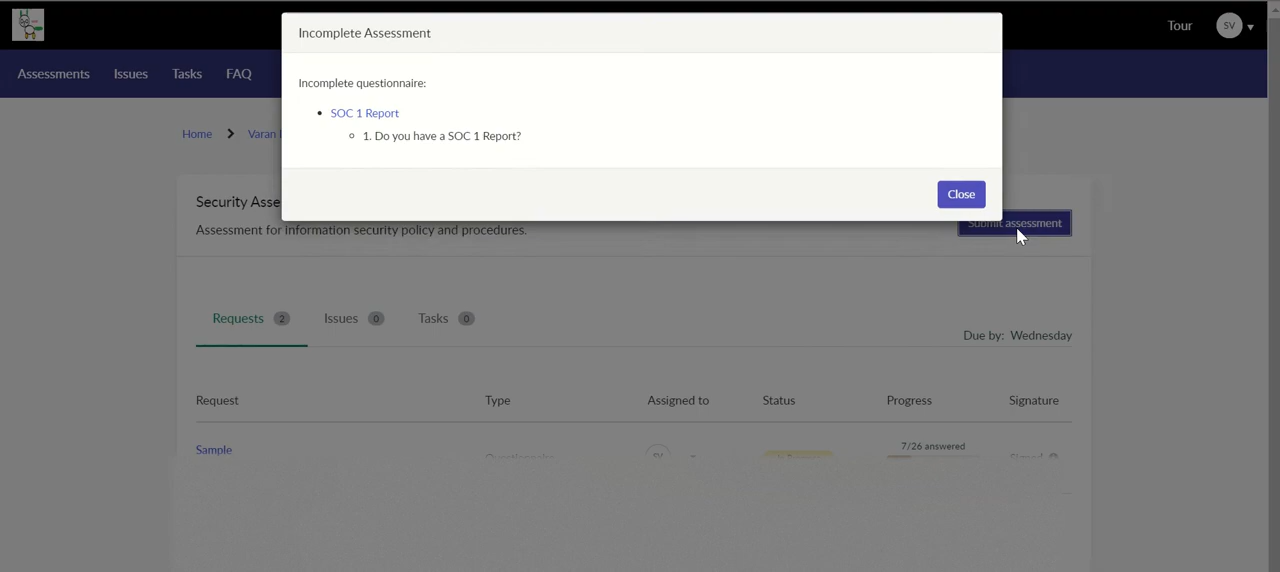 Incomplete Assessment
Tour
SV
Assessments
Issues
Tasks
FAQ
Incomplete questionnaire:
SOC 1 Report
1. Do you have a SOC 1 Report?
Home
Varan
Close
Security Asse
Submit assessment
Assessment for information security policy and procedures.
Requests 2
Issues 0
Tasks 0
Due by: Wednesday
Request
Type
Assigned to
Status
Progress
Signature
7/26 answered
Sample